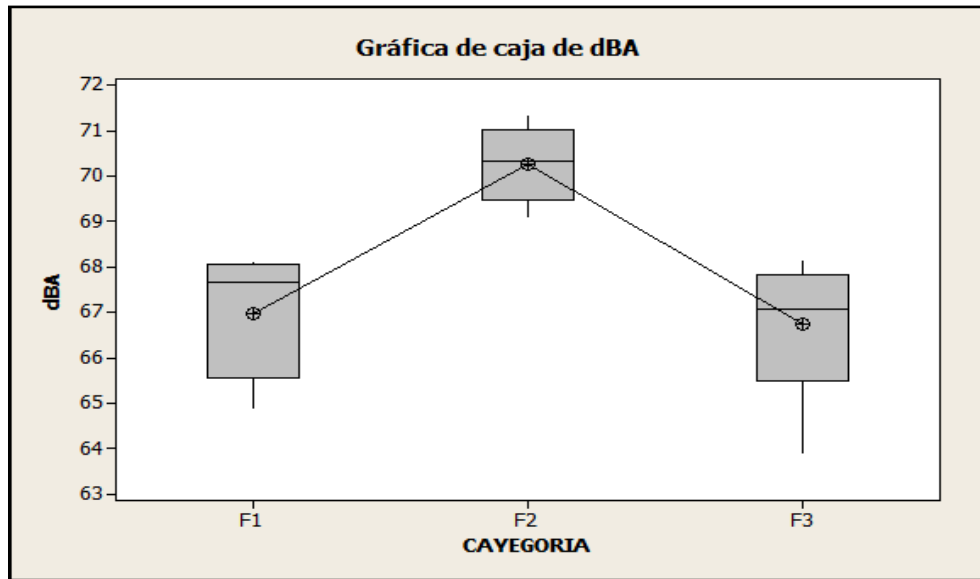 Gráfica de caja de dBA
72
71
70
69
68
67
66
65
64
63
dBA
F1 F2 F3
CAYEGORIA